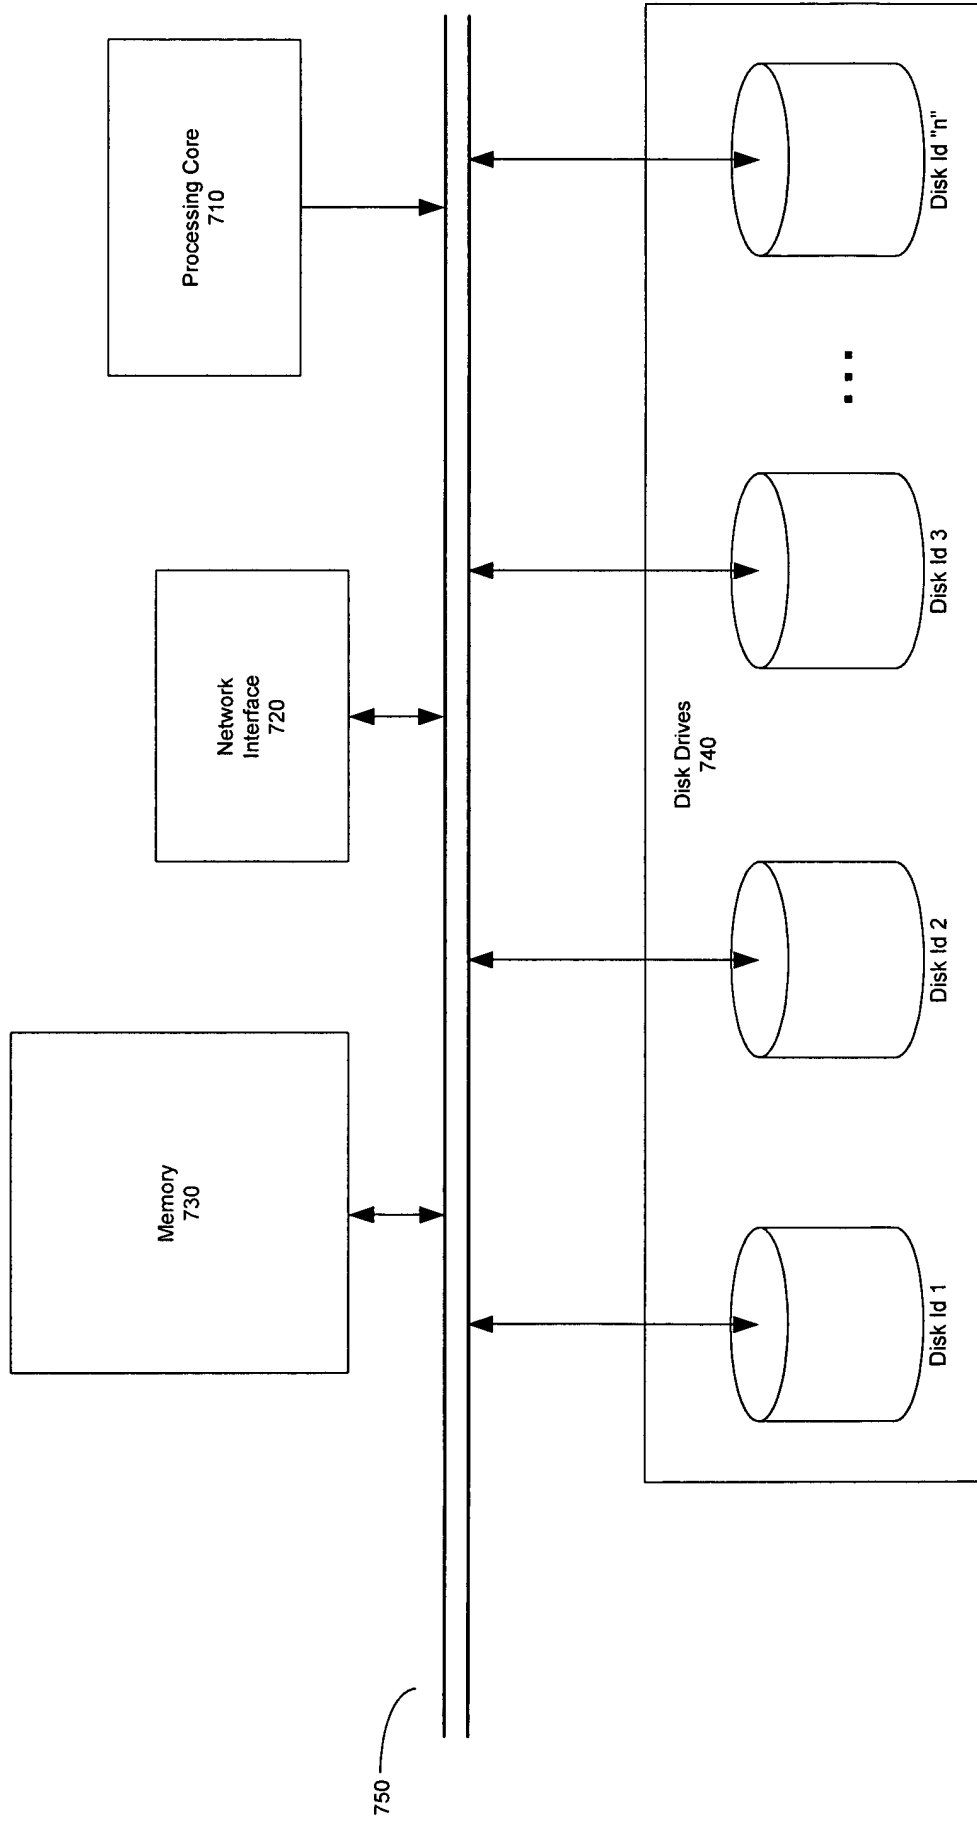 Memory
730
Network
Interface
720
Processing Core
710
750
Disk Drives
740
Disk Id 1
Disk Id 2
Disk Id 3
Disk Id "n"